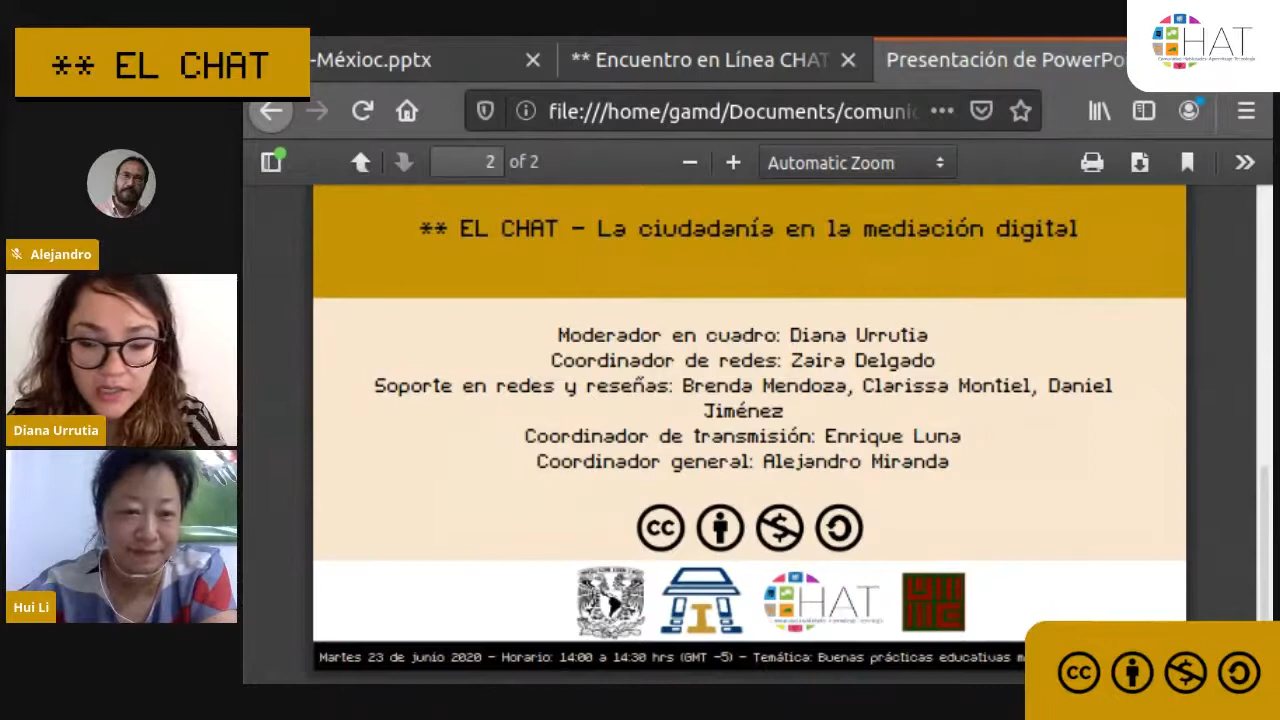 ** EL CHAT
-Méxioc.pptx
** Encuentro en Línea CHAT
Presentación de PowerPo
HAT
file:///home/gamd/Documents/comunic
2 of 2
Automatic Zoom
** EL CHAT - La ciudadanía en la mediación digital
Alejandro
Moderador en cuadro: Diana Urrutia
Coordinador de redes: Zaira Delgado
Soporte en redes y reseñas: Brenda Mendoza, Clarissa Montiel, Daniel
Jiménez
Coordinador de transmisión: Enrique Luna
Coordinador general: Alejandro Miranda
Diana Urrutia
cc
HAT
Hui Li
Martes 23 de junio 2020 - Horario: 14:00 a 14:30 hrs (GMT -5) - Temática: Buenas prácticas educativas m
cc